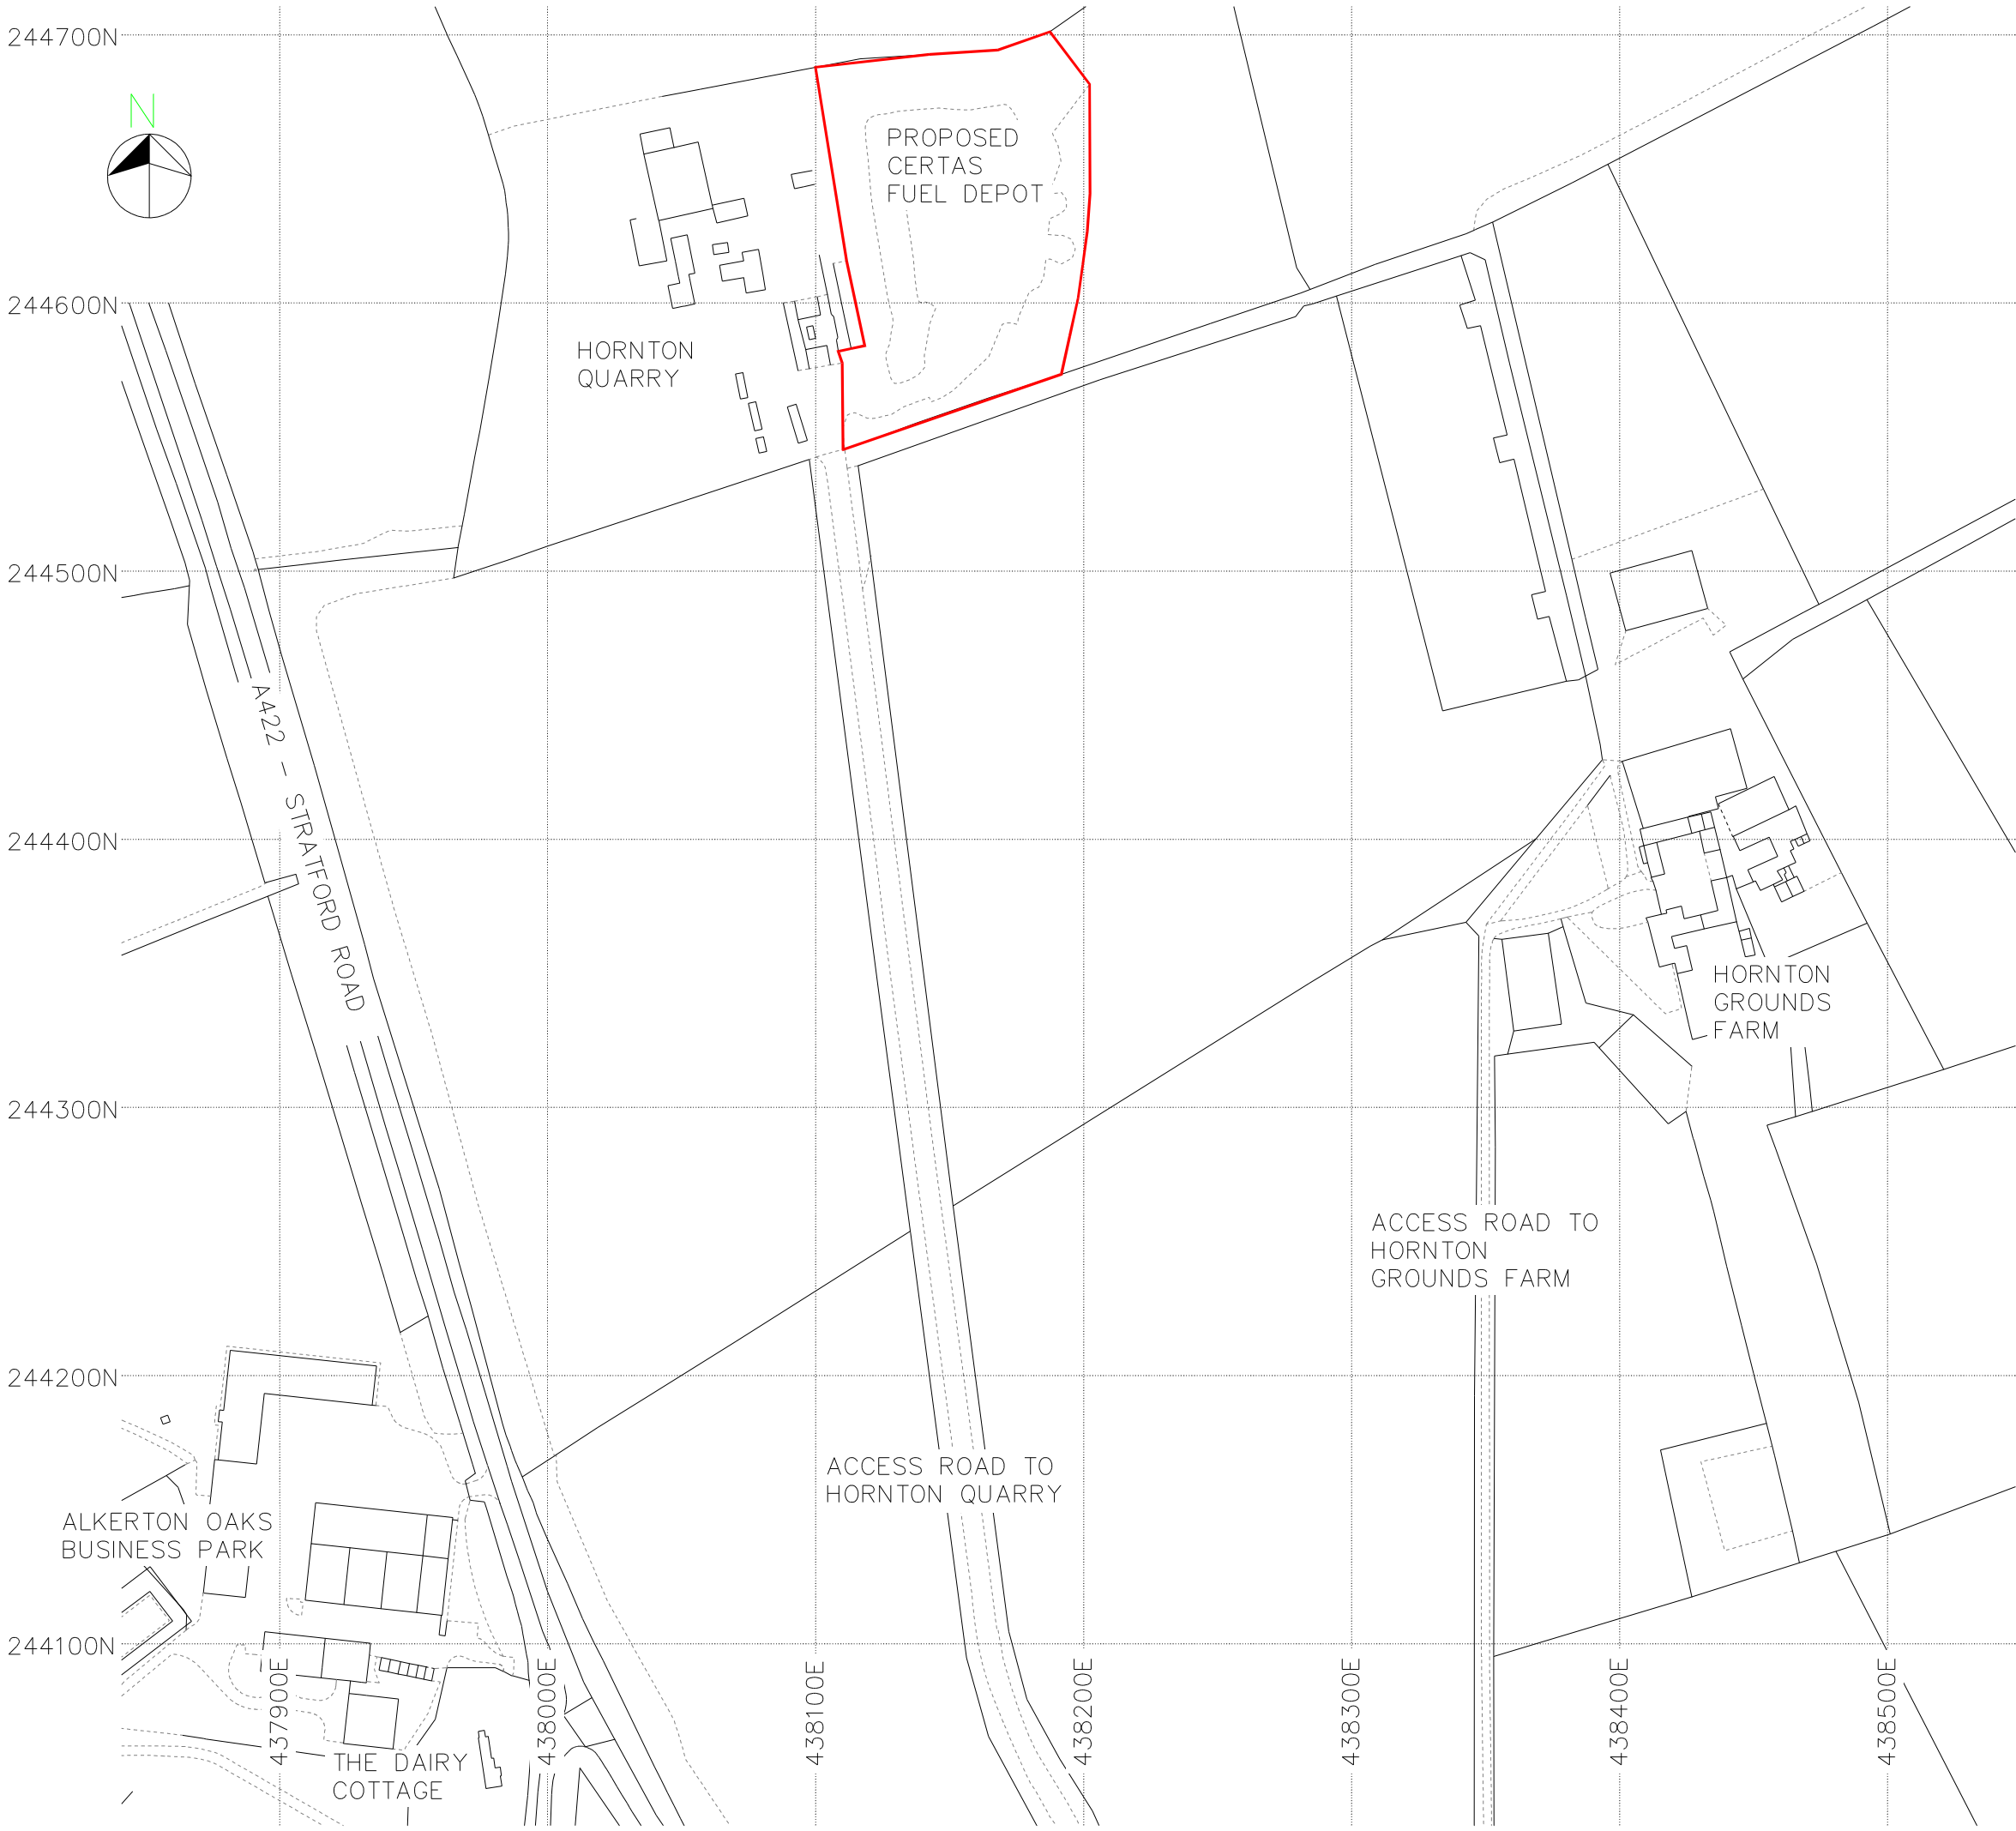 244700N
N
PROPOSED
CERTAS
FUEL DEPOT
244600N
HORNTON
QUARRY
244500N
A422 - STRATFORD ROAD
244400N
HORNTON
GROUNDS
FARM
244300N
ACCESS ROAD TO
HORNTON
GROUNDS FARM
244200N
ACCESS ROAD TO
HORNTON QUARRY
ALKERTON OAKS
BUSINESS PARK
244100N
437900E
438000E
438100E
438200E
438300E
438400E
438500E
THE DAIRY
COTTAGE